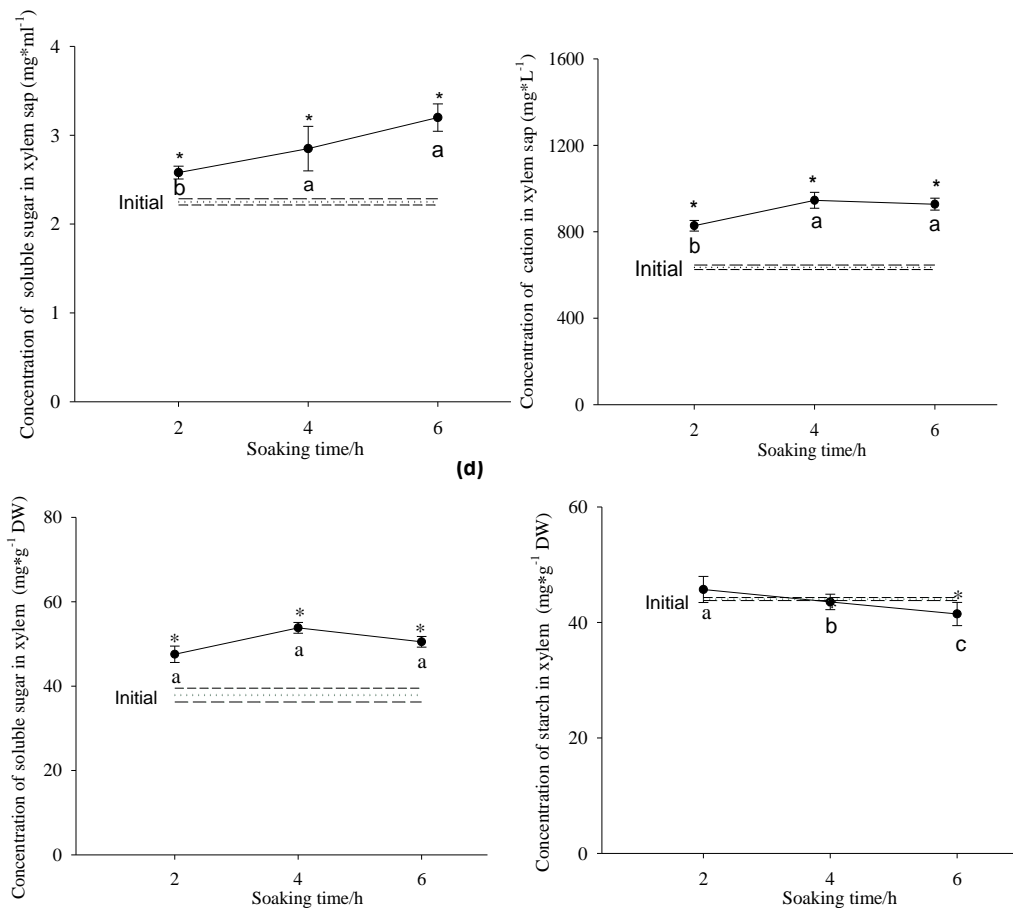 Concentration of soluble sugar in xylem sap (mg*ml⁻¹)
4
3
2
1
0
*
*
*
b
a
a
Initial
2
4
6
Soaking time/h
Concentration of cation in xylem sap (mg*L⁻¹)
1600
1200
800
400
0
*
*
*
b
a
a
Initial
2
4
6
Soaking time/h
(d)
Concentration of soluble sugar in xylem (mg*g⁻¹ DW)
80
60
40
20
0
*
*
*
a
a
a
Initial
2
4
6
Soaking time/h
Concentration of starch in xylem (mg*g⁻¹ DW)
60
40
20
0
*
*
a
b
c
Initial
2
4
6
Soaking time/h